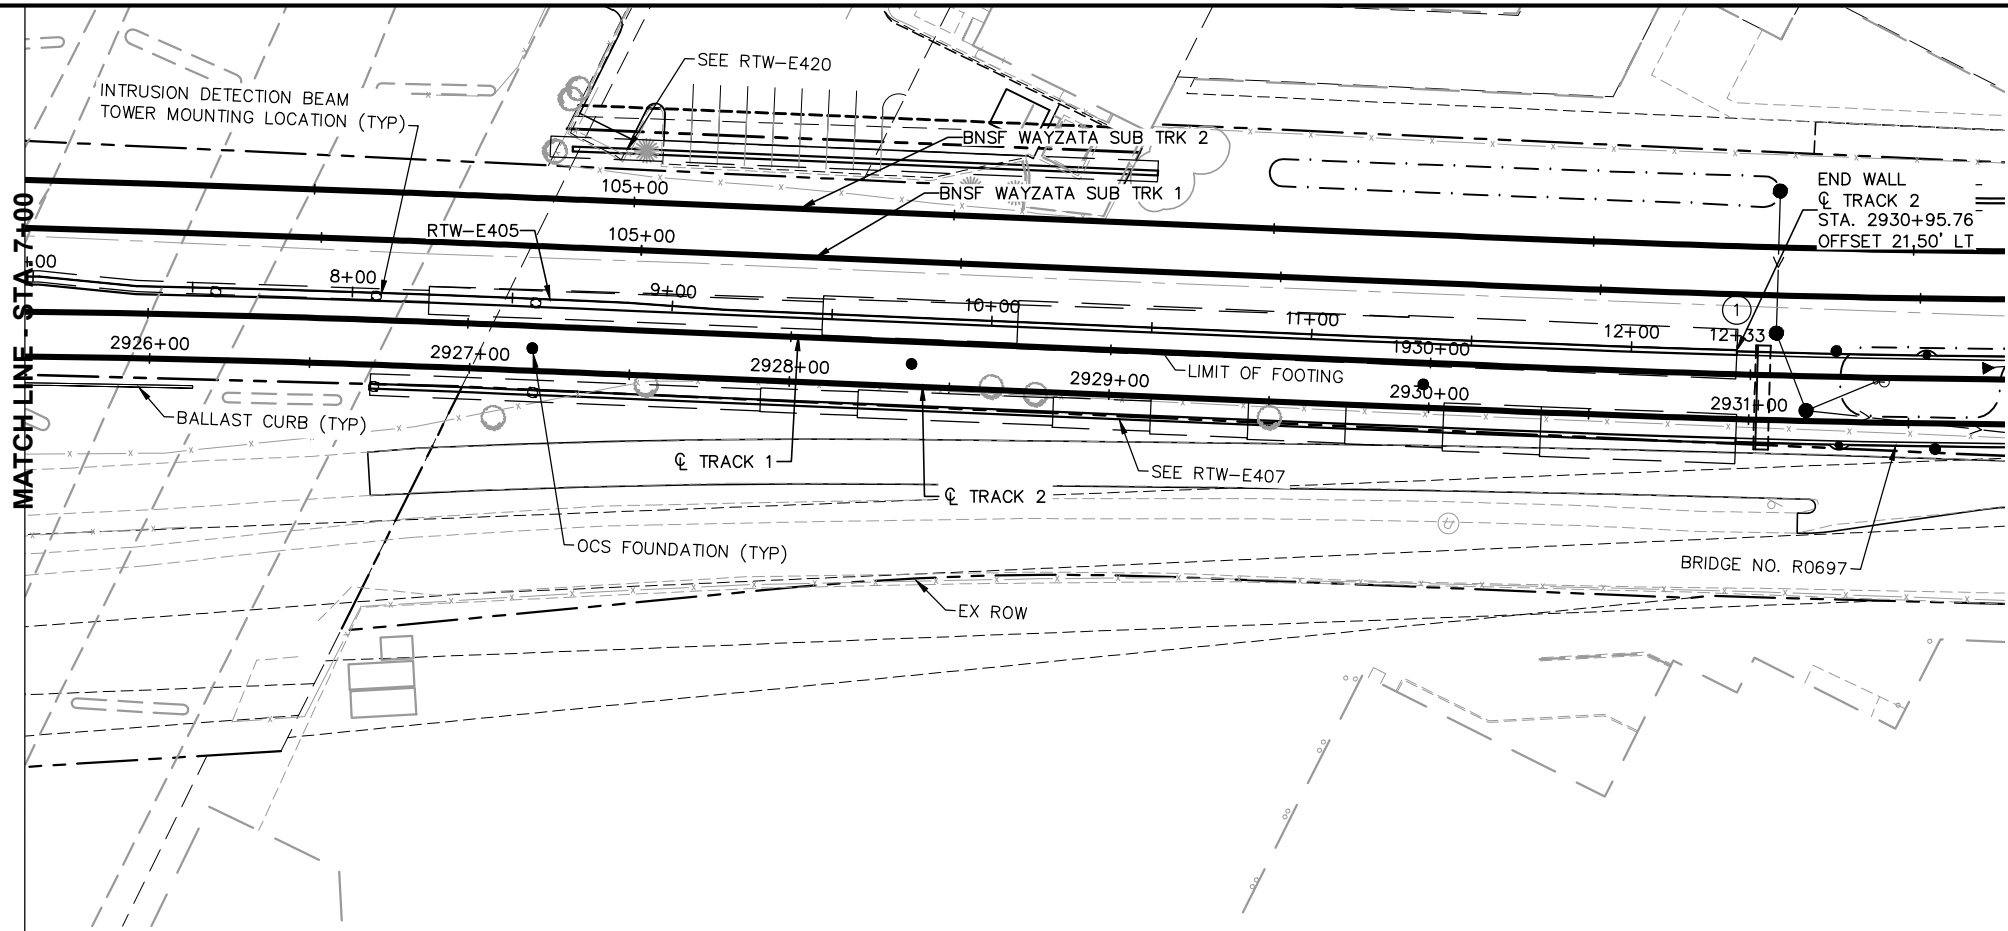 SEE RTW-E420
INTRUSION DETECTION BEAM
TOWER MOUNTING LOCATION (TYP)
BNSF WAYZATA SUB TRK 2
BNSF WAYZATA SUB TRK 1
105+00
105+00
END WALL
℄ TRACK 2
STA. 2930+95.76
OFFSET 21.50' LT
RTW-E405
MATCH LINE - STA. 7+00
+00
8+00
9+00
10+00
11+00
12+00
12+33
1
2926+00
2927+00
2928+00
2929+00
1930+00
2930+00
2931+00
LIMIT OF FOOTING
BALLAST CURB (TYP)
℄ TRACK 1
SEE RTW-E407
℄ TRACK 2
OCS FOUNDATION (TYP)
BRIDGE NO. R0697
EX ROW